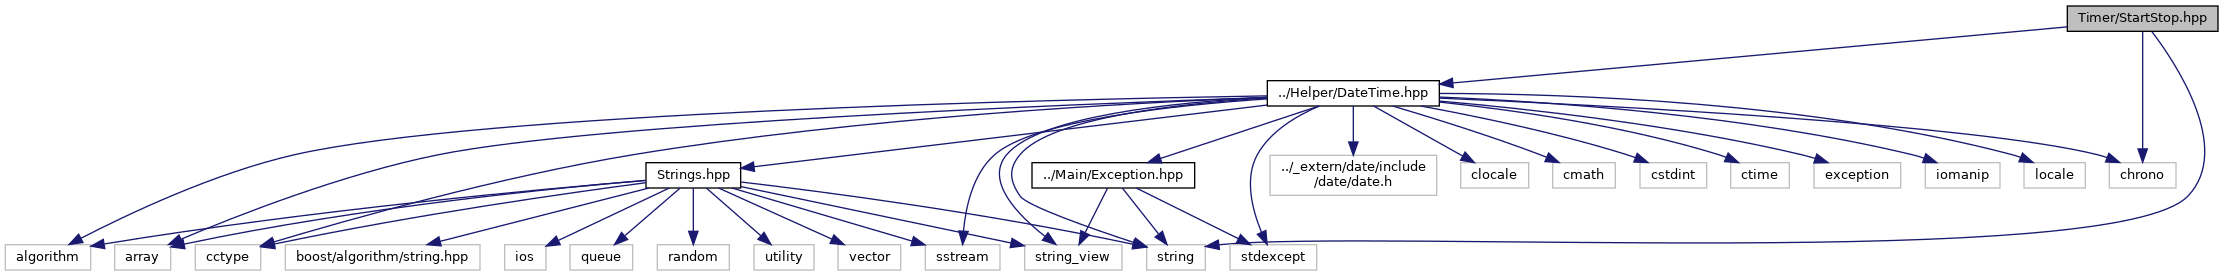 Timer/StartStop.hpp
../Helper/DateTime.hpp
Strings.hpp
../Main/Exception.hpp
../_extern/date/include
/date/date.h
clocale
cmath
cstdint
ctime
exception
iomanip
locale
chrono
algorithm
array
cctype
boost/algorithm/string.hpp
ios
queue
random
utility
vector
sstream
string_view
string
stdexcept